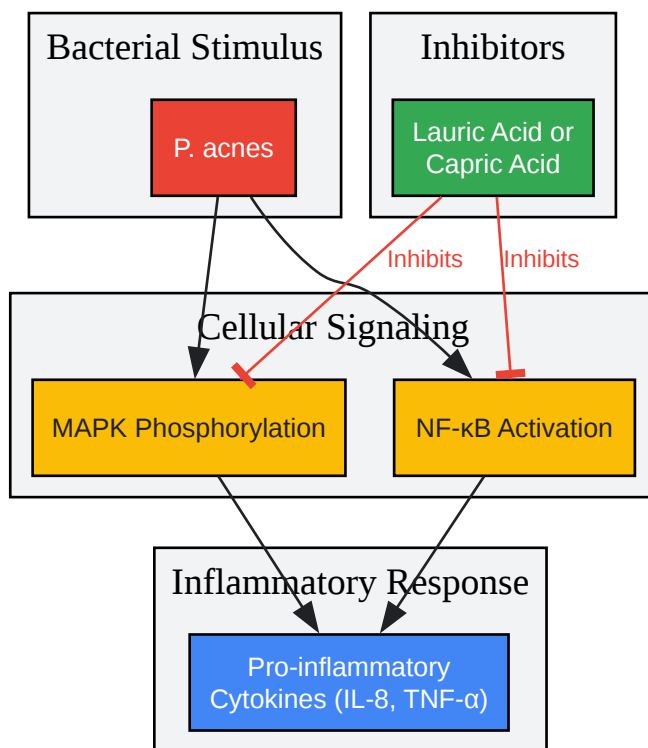 Bacterial Stimulus
Inhibitors
P. acnes
Lauric Acid or
Capric Acid
Inhibits
Inhibits
Cellular Signaling
MAPK Phosphorylation
NF-κB Activation
Inflammatory Response
Pro-inflammatory
Cytokines (IL-8, TNF-α)